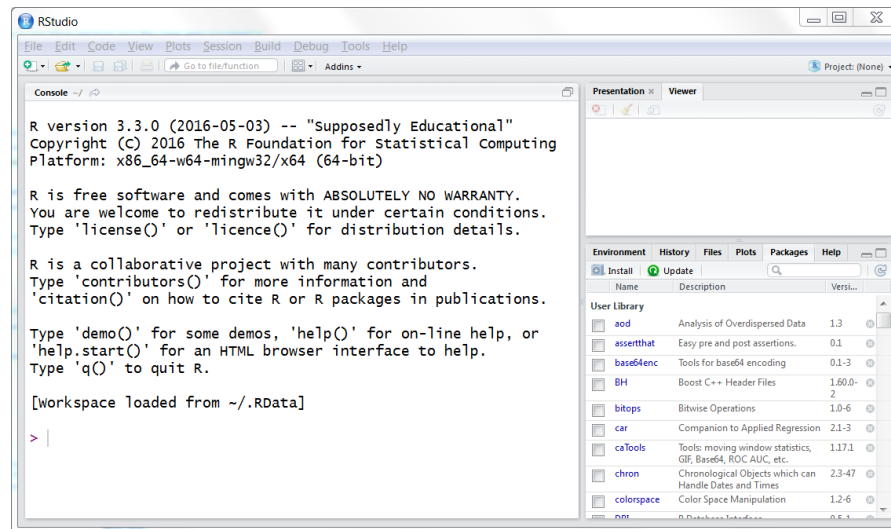 RStudio
File Edit Code View Plots Session Build Debug Tools Help
Go to file/function Addins Project: (None)
Console ~/
R version 3.3.0 (2016-05-03) -- "Supposedly Educational"
Copyright (C) 2016 The R Foundation for Statistical Computing
Platform: x86_64-w64-mingw32/x64 (64-bit)
R is free software and comes with ABSOLUTELY NO WARRANTY.
You are welcome to redistribute it under certain conditions.
Type 'license()' or 'licence()' for distribution details.
R is a collaborative project with many contributors.
Type 'contributors()' for more information and
'citation()' on how to cite R or R packages in publications.
Type 'demo()' for some demos, 'help()' for on-line help, or
'help.start()' for an HTML browser interface to help.
Type 'q()' to quit R.
[Workspace loaded from ~/.RData]
>
Presentation Viewer
Environment History Files Plots Packages Help
Install Update
Name Description Versi...
User Library
aod Analysis of Overdispersed Data 1.3
assertthat Easy pre and post assertions. 0.1
base64enc Tools for base64 encoding 0.1-3
BH Boost C++ Header Files 1.60.0-
2
bitops Bitwise Operations 1.0-6
car Companion to Applied Regression 2.1-3
caTools Tools: moving window statistics, 1.17.1
GIF, Base64, ROC AUC, etc.
chron Chronological Objects which can 2.3-47
Handle Dates and Times
colorspace Color Space Manipulation 1.2-6